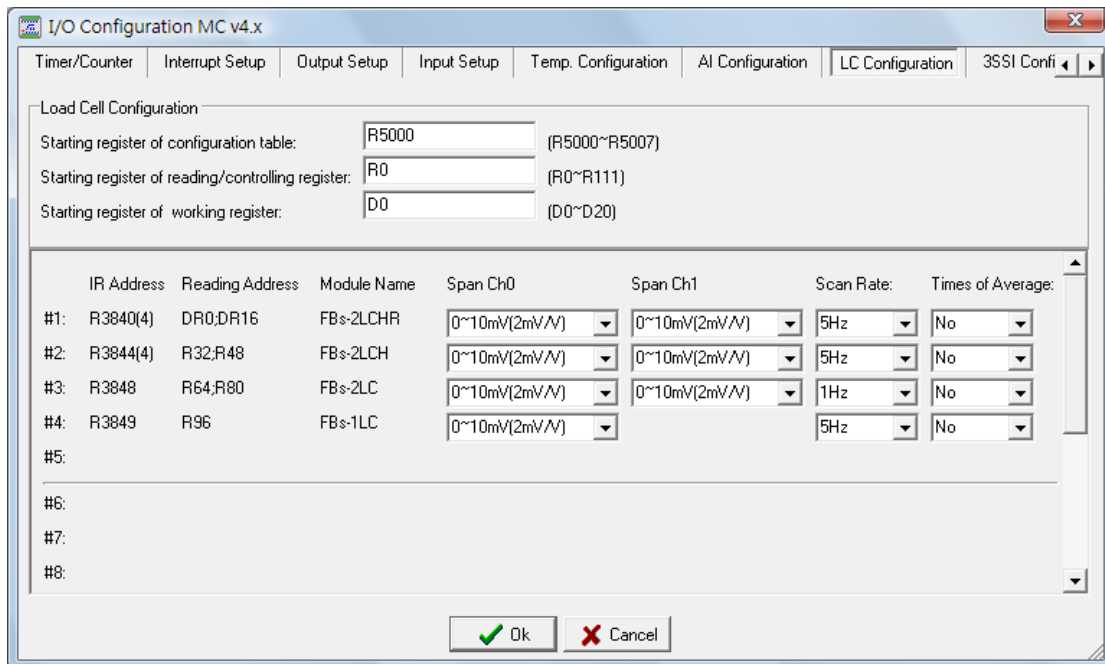 I/O Configuration MC v4.x
Timer/Counter Interrupt Setup Output Setup Input Setup Temp. Configuration AI Configuration LC Configuration 3SSI Confi
Load Cell Configuration
Starting register of configuration table: R5000 (R5000~R5007)
Starting register of reading/controlling register: R0 (R0~R111)
Starting register of working register: D0 (D0~D20)
IR Address Reading Address Module Name Span Ch0 Span Ch1 Scan Rate: Times of Average:
#1: R3840(4) DR0;DR16 FBs-2LCHR 0~10mV(2mV/V) 0~10mV(2mV/V) 5Hz No
#2: R3844(4) R32;R48 FBs-2LCH 0~10mV(2mV/V) 0~10mV(2mV/V) 5Hz No
#3: R3848 R64;R80 FBs-2LC 0~10mV(2mV/V) 0~10mV(2mV/V) 1Hz No
#4: R3849 R96 FBs-1LC 0~10mV(2mV/V) 5Hz No
#5:
#6:
#7:
#8:
Ok Cancel